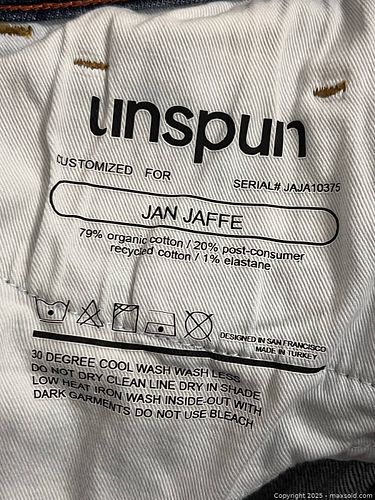 unspun
CUSTOMIZED FOR
SERIAL# JAJA10375
JAN JAFFE
79% organic cotton / 20% post-consumer
recycled cotton / 1% elastane
DESIGNED IN SAN FRANCISCO
MADE IN TURKEY
30 DEGREE COOL WASH WASH LESS
DO NOT DRY CLEAN LINE DRY IN SHADE
LOW HEAT IRON WASH INSIDE-OUT WITH
DARK GARMENTS DO NOT USE BLEACH
Copyright 2025 - maxsold.com